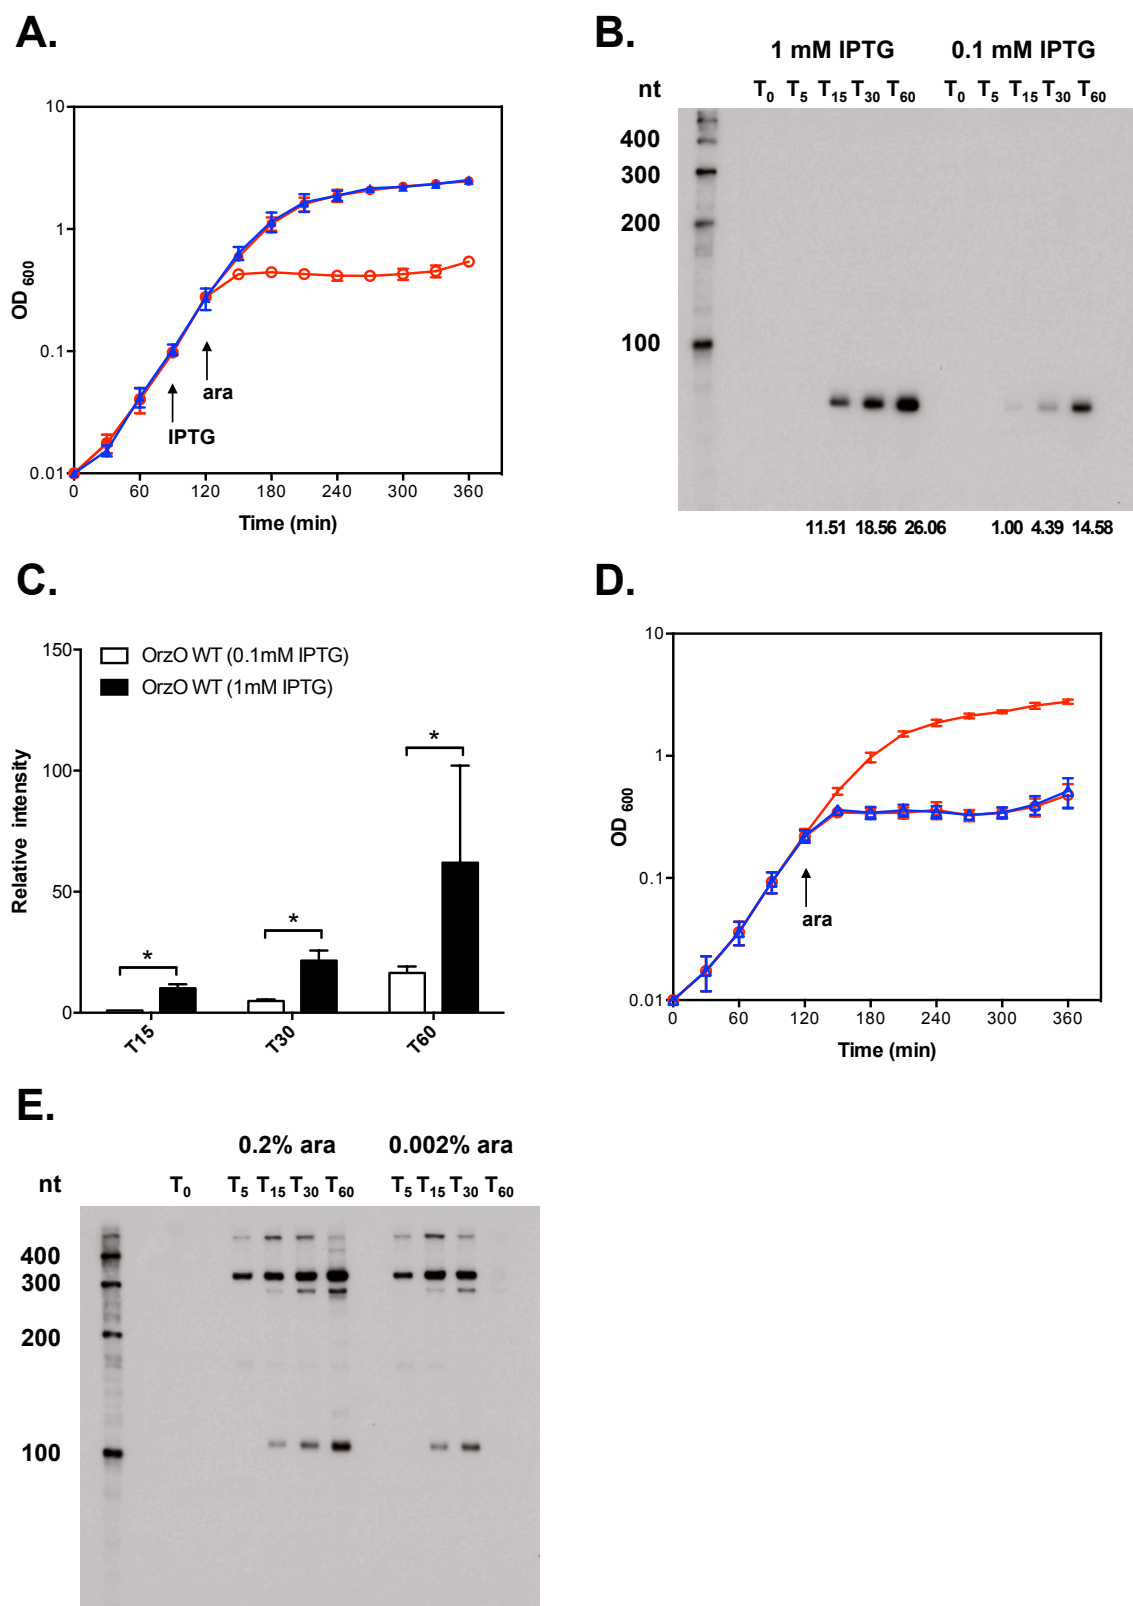 A.
10
1
0.1
0.01
OD 600
IPTG
ara
0 60 120 180 240 300 360
Time (min)
B.
1 mM IPTG 0.1 mM IPTG
nt T0 T5 T15 T30 T60 T0 T5 T15 T30 T60
400
300
200
100
11.51 18.56 26.06 1.00 4.39 14.58
C.
150
100
50
0
Relative intensity
OrzO WT (0.1mM IPTG)
OrzO WT (1mM IPTG)
* * *
T15 T30 T60
D.
10
1
0.1
0.01
OD 600
ara
0 60 120 180 240 300 360
Time (min)
E.
0.2% ara 0.002% ara
nt T0 T5 T15 T30 T60 T5 T15 T30 T60
400
300
200
100